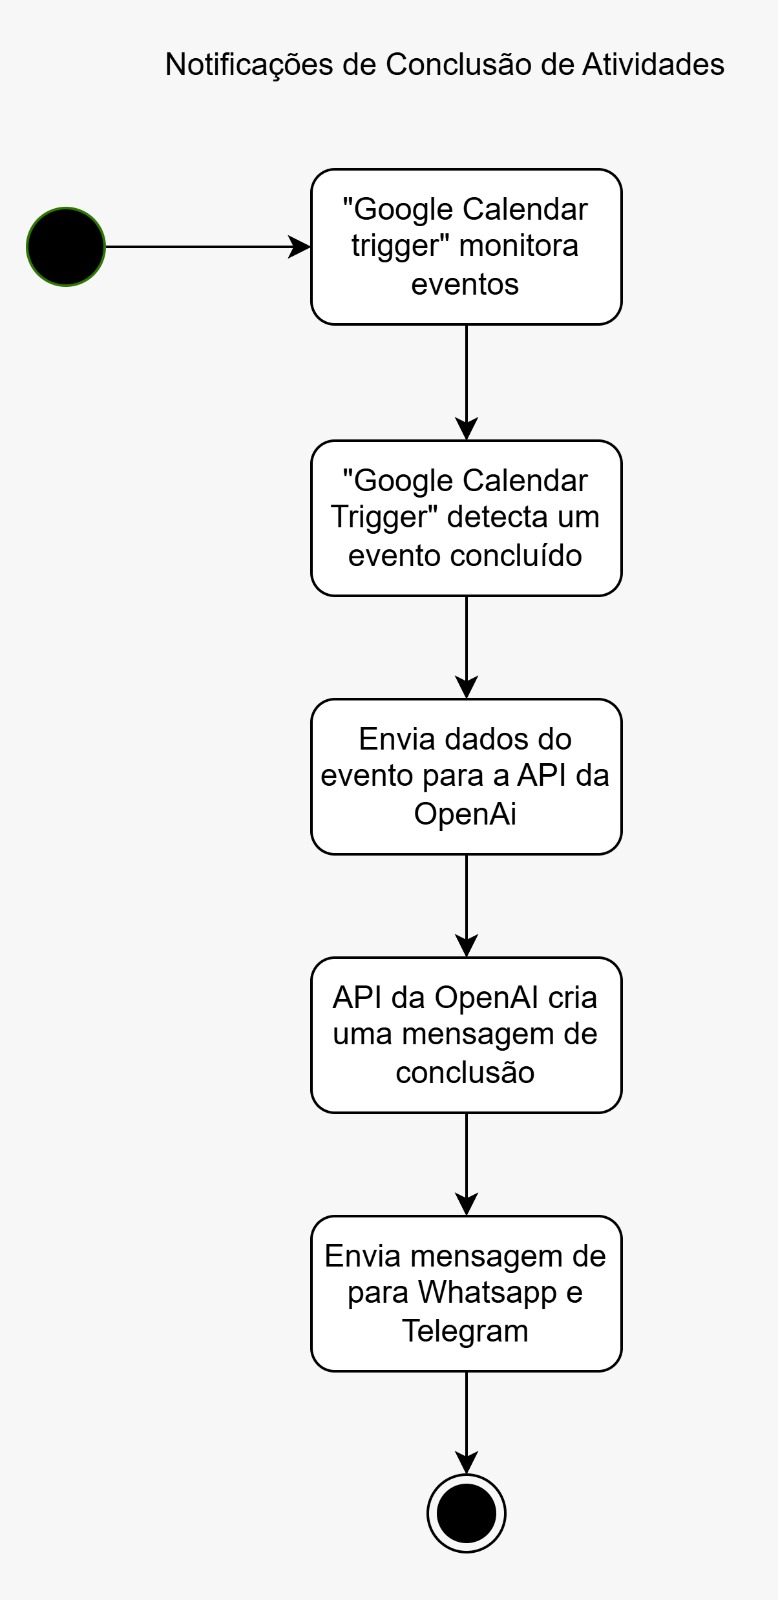 Notificações de Conclusão de Atividades
"Google Calendar
trigger" monitora
eventos
"Google Calendar
Trigger" detecta um
evento concluído
Envia dados do
evento para a API da
OpenAi
API da OpenAI cria
uma mensagem de
conclusão
Envia mensagem de
para Whatsapp e
Telegram